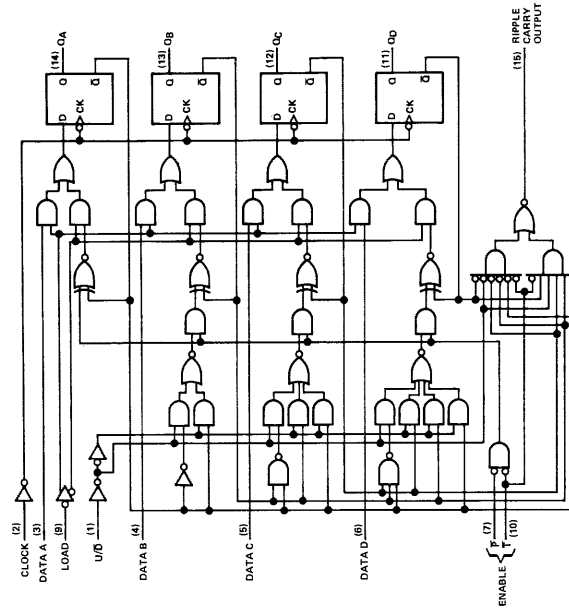 CLOCK (2)
DATA A (3)
LOAD (9)
U/D̅ (1)
DATA B (4)
DATA C (5)
DATA D (6)
ENABLE
P̅ (7)
T̅ (10)
D Q (14) QA
CK Q̅
D Q (13) QB
CK Q̅
D Q (12) QC
CK Q̅
D Q (11) QD
CK Q̅
(15) RIPPLE
CARRY
OUTPUT